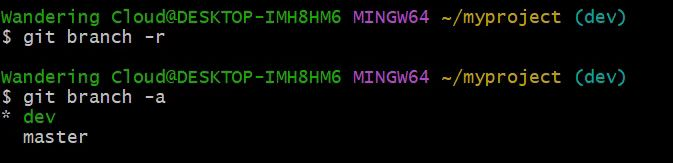 Wandering Cloud@DESKTOP-IMH8HM6 MINGW64 ~/myproject (dev)
$ git branch -r
Wandering Cloud@DESKTOP-IMH8HM6 MINGW64 ~/myproject (dev)
$ git branch -a
* dev
  master